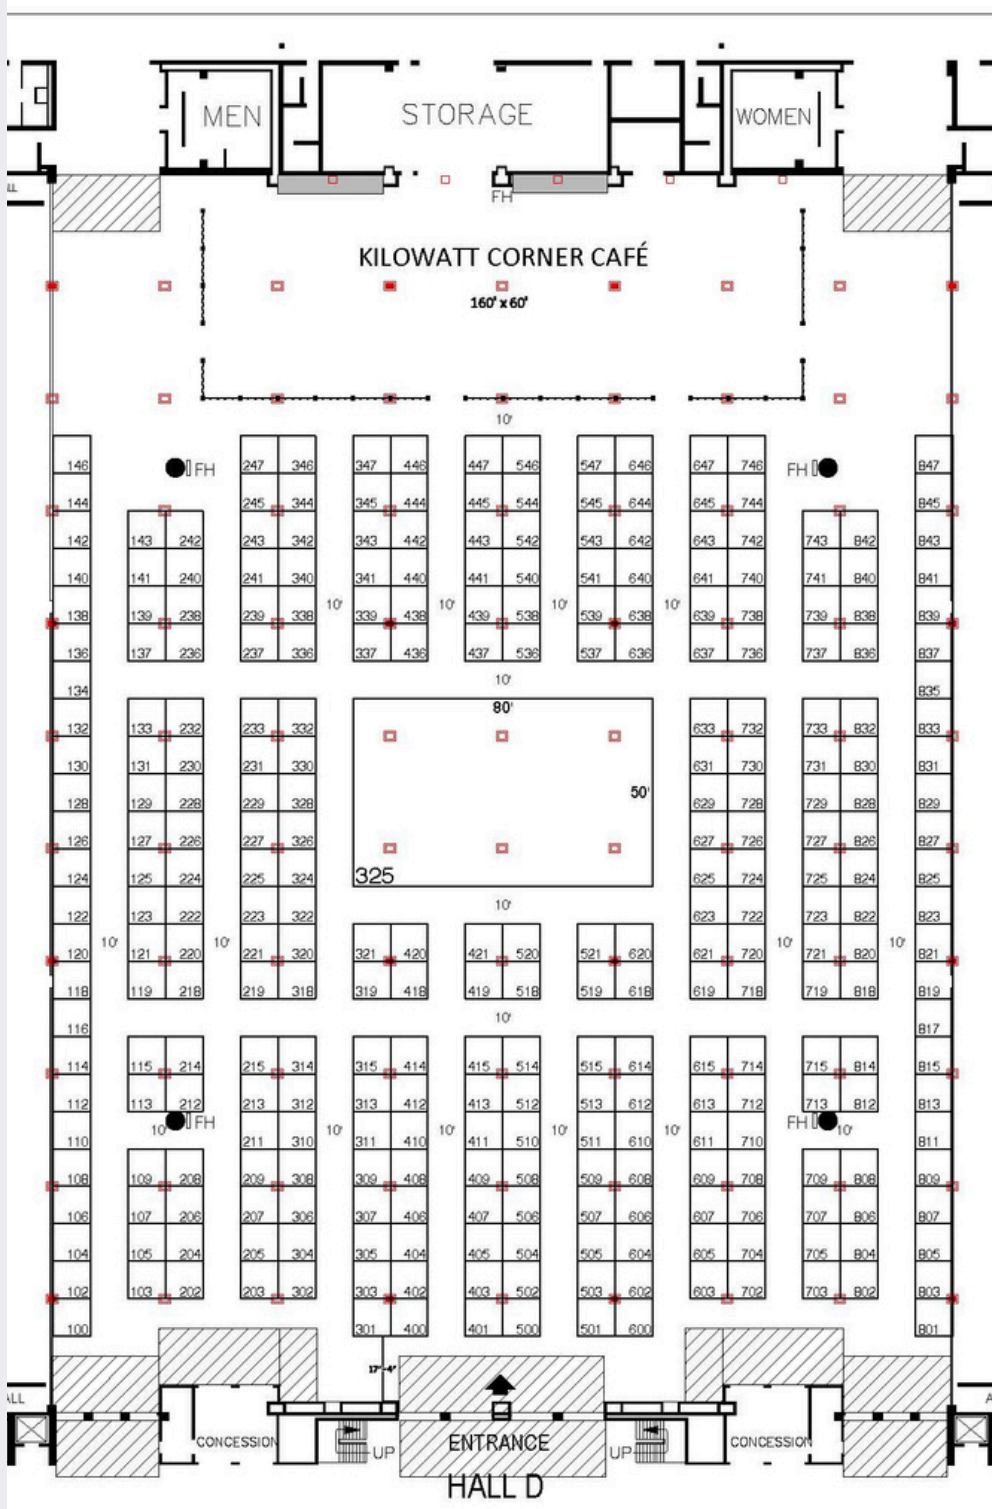 MEN
STORAGE
WOMEN
LL
FH
KILOWATT CORNER CAFÉ
160' x 60'
10'
146 247 346 347 446 447 546 547 646 647 746 847
FH FH
144 245 344 345 444 445 544 545 644 645 744 845
142 143 242 243 342 343 442 443 542 543 642 643 742 743 842 843
140 141 240 241 340 341 440 441 540 541 640 641 740 741 840 841
10' 10' 10' 10'
138 139 238 239 338 339 438 439 538 539 638 639 738 739 838 839
136 137 236 237 336 337 436 437 536 537 636 637 736 737 836 837
10'
134 835
80'
132 133 232 233 332 633 732 733 832 833
130 131 230 231 330 631 730 731 830 831
50'
128 129 228 229 328 629 728 729 828 829
126 127 226 227 326 627 726 727 826 827
124 125 224 225 324 325 625 724 725 824 825
10'
122 123 222 223 322 623 722 723 822 823
10' 10' 10' 10'
120 121 220 221 320 321 420 421 520 521 620 621 720 721 820 821
118 119 218 219 318 319 418 419 518 519 618 619 718 719 818 819
10'
116 817
114 115 214 215 314 315 414 415 514 515 614 615 714 715 814 815
112 113 212 213 312 313 412 413 512 513 612 613 712 713 812 813
FH FH
10' 10' 10' 10' 10' 10'
110 211 310 311 410 411 510 511 610 611 710 811
108 109 208 209 308 309 408 409 508 509 608 609 708 709 808 809
106 107 206 207 306 307 406 407 506 507 606 607 706 707 806 807
104 105 204 205 304 305 404 405 504 505 604 605 704 705 804 805
102 103 202 203 302 303 402 403 502 503 602 603 702 703 802 803
100 301 400 401 500 501 600 801
17'-4"
ALL A
CONCESSION UP ENTRANCE UP CONCESSION
HALL D